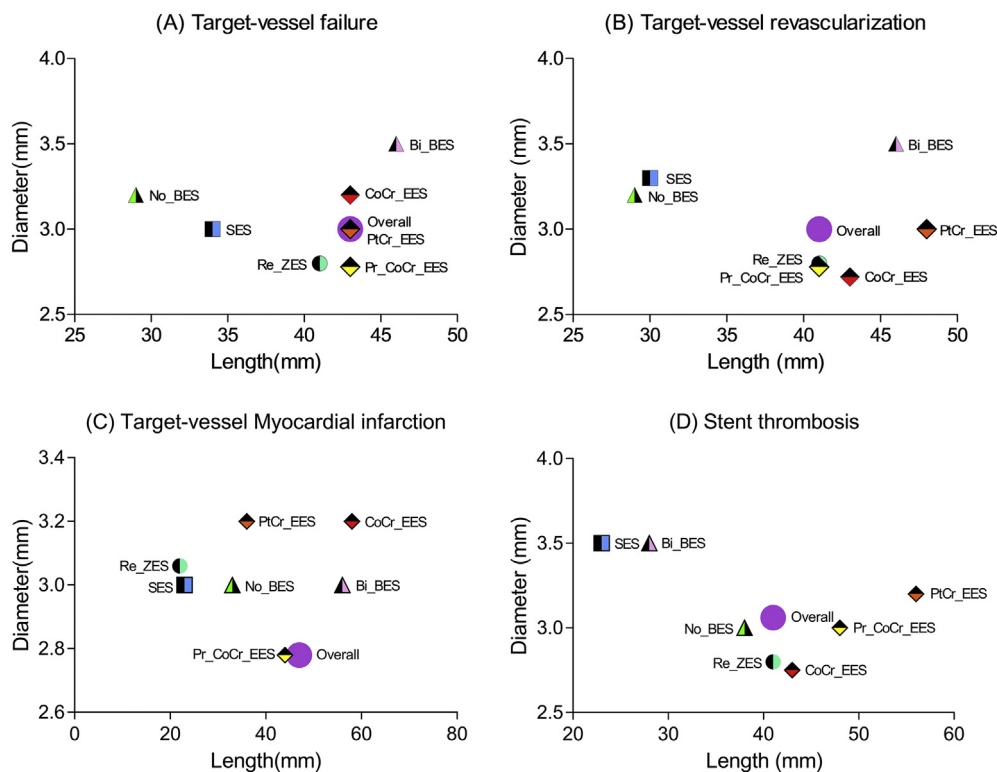 (A) Target-vessel failure
4.0
3.5
3.0
2.5
Diameter(mm)
Bi_BES
No_BES
CoCr_EES
SES
Overall
PtCr_EES
Re_ZES
Pr_CoCr_EES
25 30 35 40 45 50
Length(mm)
(B) Target-vessel revascularization
4.0
3.5
3.0
2.5
Diameter (mm)
Bi_BES
SES
No_BES
Overall
PtCr_EES
Re_ZES
Pr_CoCr_EES
CoCr_EES
25 30 35 40 45 50
Length (mm)
(C) Target-vessel Myocardial infarction
3.4
3.2
3.0
2.8
2.6
Diameter(mm)
PtCr_EES
CoCr_EES
Re_ZES
SES
No_BES
Bi_BES
Pr_CoCr_EES
Overall
0 20 40 60 80
Length(mm)
(D) Stent thrombosis
4.0
3.5
3.0
2.5
Diameter (mm)
SES
Bi_BES
PtCr_EES
Overall
No_BES
Pr_CoCr_EES
Re_ZES
CoCr_EES
20 30 40 50 60
Length (mm)